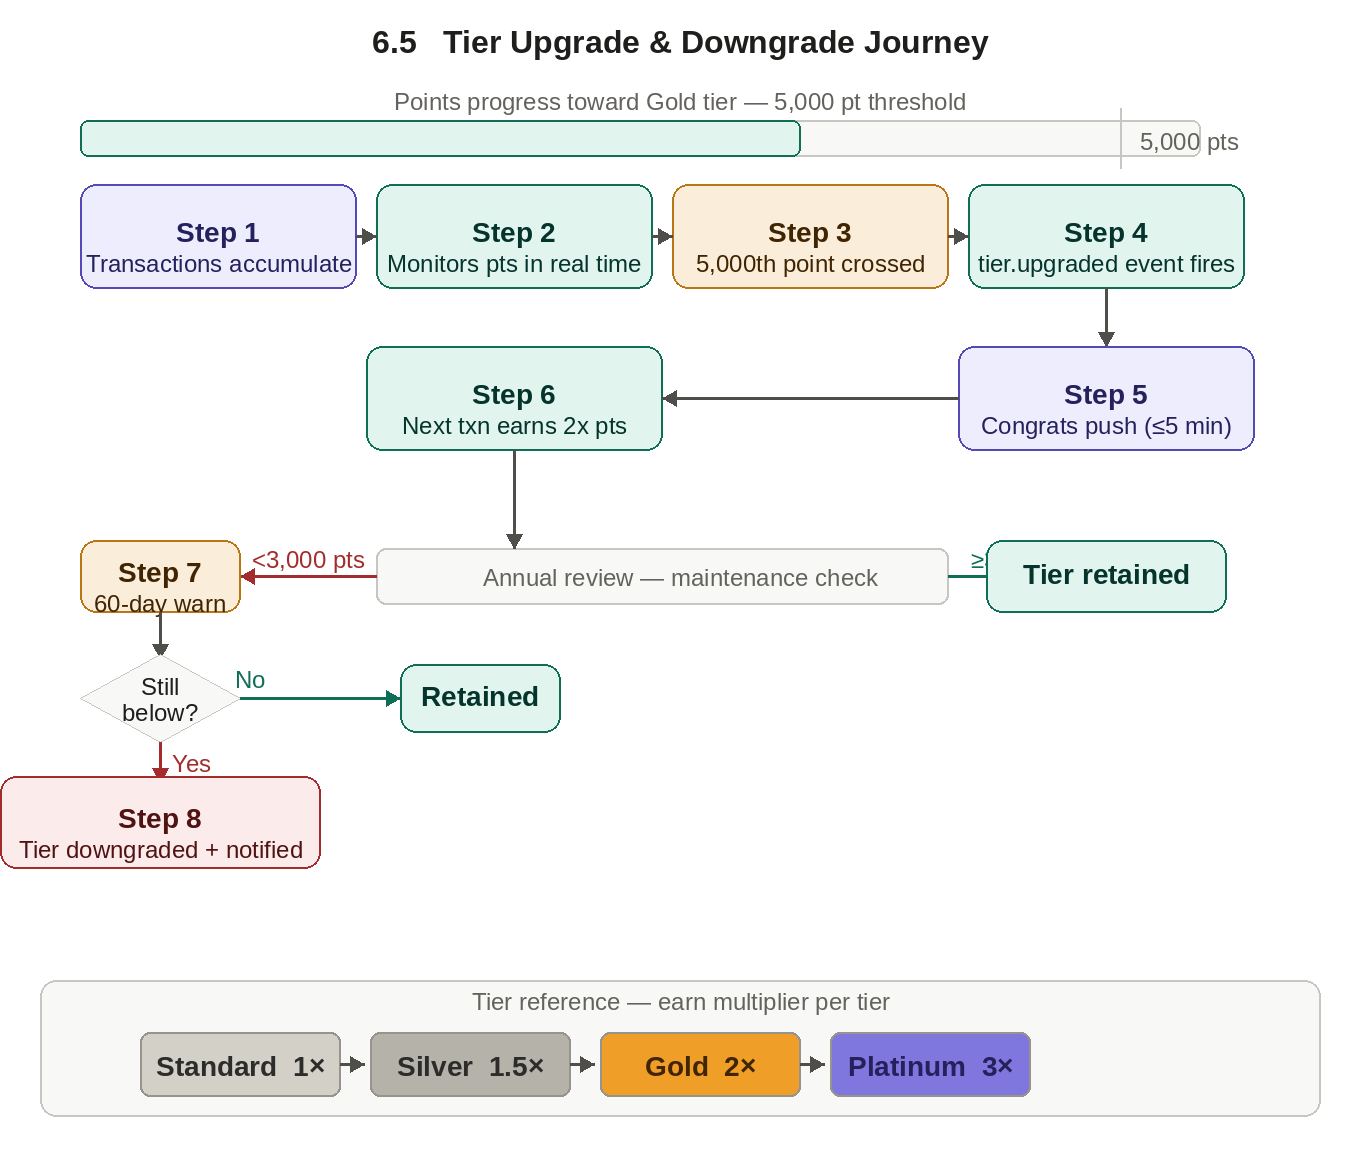 6.5 Tier Upgrade & Downgrade Journey
Points progress toward Gold tier — 5,000 pt threshold
5,000 pts
Step 1
Transactions accumulate
Step 2
Monitors pts in real time
Step 3
5,000th point crossed
Step 4
tier.upgraded event fires
Step 6
Next txn earns 2x pts
Step 5
Congrats push (≤5 min)
Step 7
60-day warn
<3,000 pts
Annual review — maintenance check
≥
Tier retained
Still
below?
No
Retained
Yes
Step 8
Tier downgraded + notified
Tier reference — earn multiplier per tier
Standard 1×
Silver 1.5×
Gold 2×
Platinum 3×